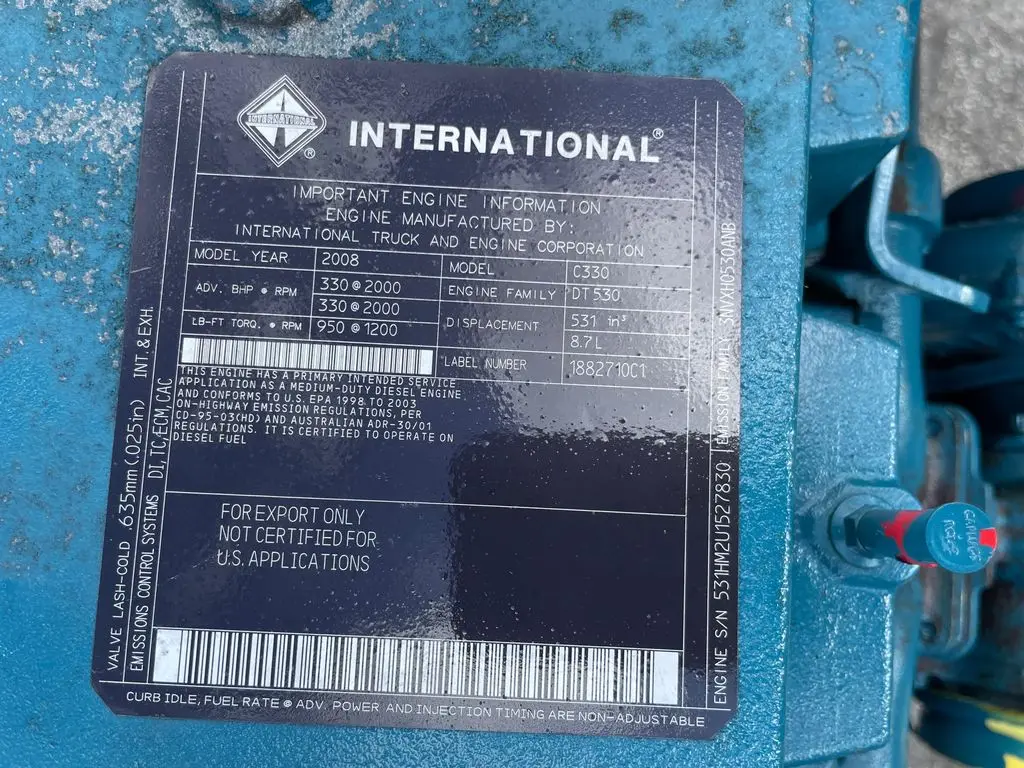 INTERNATIONAL
®
INTERNATIONAL®
IMPORTANT ENGINE INFORMATION
ENGINE MANUFACTURED BY:
INTERNATIONAL TRUCK AND ENGINE CORPORATION
MODEL YEAR 2008 MODEL C330
ADV. BHP • RPM 330 @ 2000 ENGINE FAMILY DT 530
330 @ 2000 DISPLACEMENT 531 in³
LB-FT TORQ. • RPM 950 @ 1200 8.7 L
LABEL NUMBER 1882710C1
THIS ENGINE HAS A PRIMARY INTENDED SERVICE
APPLICATION AS A MEDIUM-DUTY DIESEL ENGINE,
AND CONFORMS TO U.S. EPA 1998 TO 2003
ON-HIGHWAY EMISSION REGULATIONS, PER
CD-95-03(HD) AND AUSTRALIAN ADR-30/01
REGULATIONS. IT IS CERTIFIED TO OPERATE ON
DIESEL FUEL
FOR EXPORT ONLY
NOT CERTIFIED FOR
U.S. APPLICATIONS
CURB IDLE, FUEL RATE @ ADV. POWER AND INJECTION TIMING ARE NON-ADJUSTABLE
VALVE LASH-COLD .635mm (.025in) INT. & EXH.
EMISSIONS CONTROL SYSTEMS DI, TC, ECM, CAC
ENGINE S/N 531HM2U1527830 EMISSION FAMILY 3NVXH0530ANB